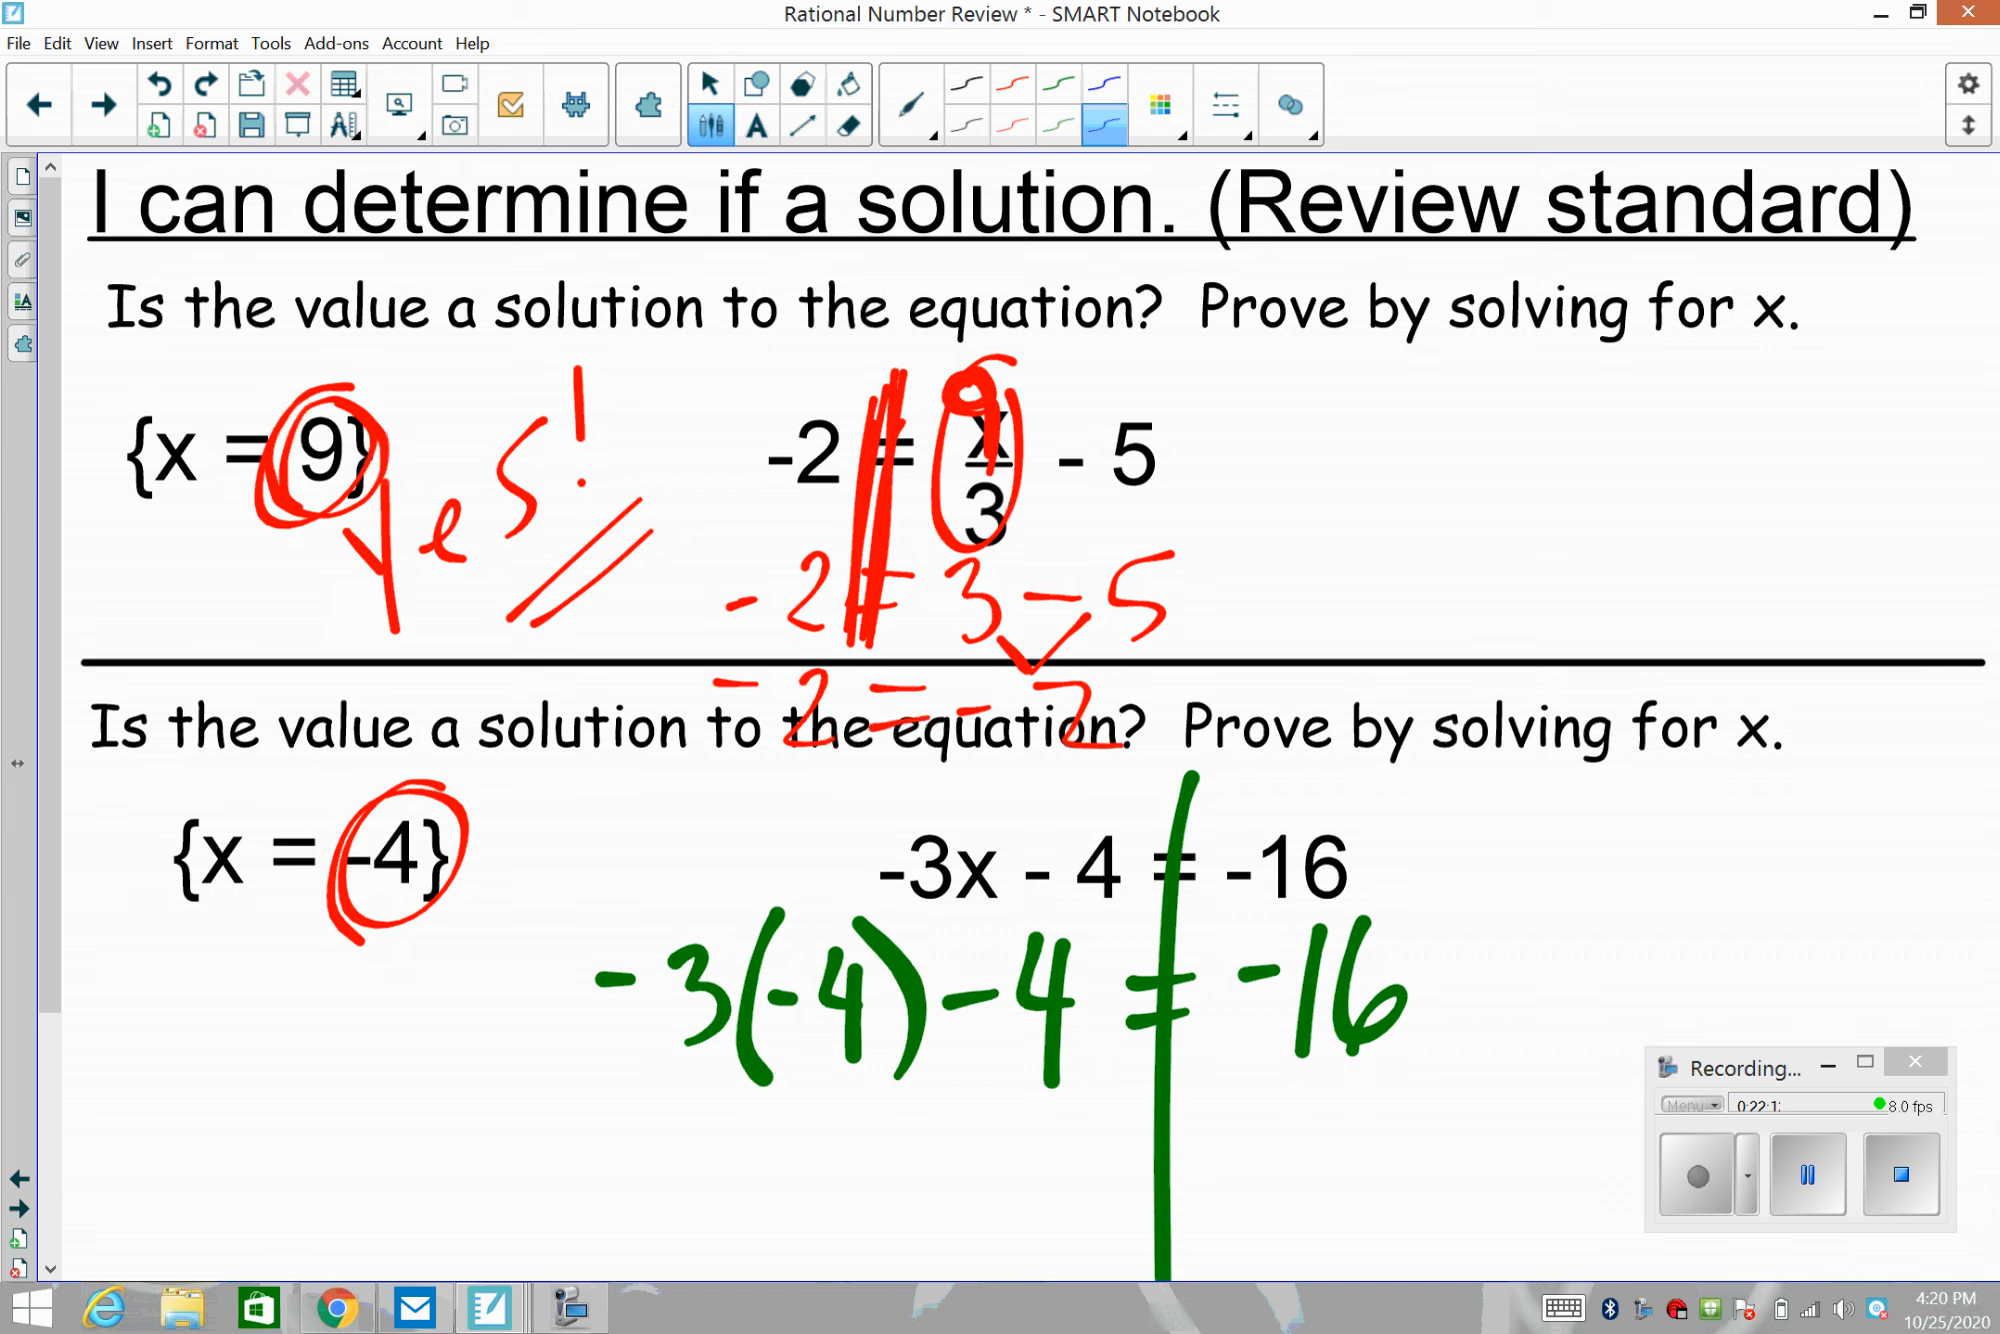 Rational Number Review * - SMART Notebook
File Edit View Insert Format Tools Add-ons Account Help
I can determine if a solution. (Review standard)
Is the value a solution to the equation? Prove by solving for x.
{x = 9} -2 = x/3 - 5
9
yes!
-2 = 3 - 5
-2 = -2
Is the value a solution to the equation? Prove by solving for x.
{x = -4} -3x - 4 = -16
-3(-4) - 4 = -16
Recording...
Menu 0:22:1 8.0 fps
4:20 PM
10/25/2020